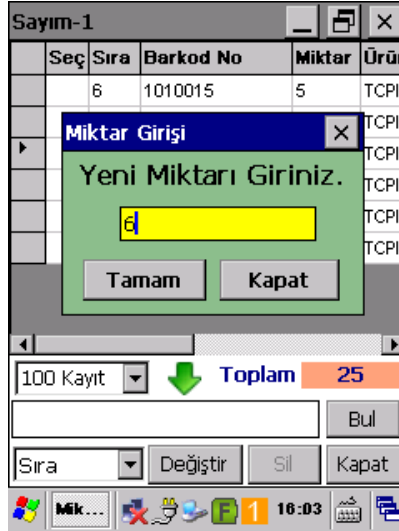 Sayım-1
Seç Sıra Barkod No Miktar Ürü
6 1010015 5 TCPI
TCPI
Miktar Girişi
TCPI
Yeni Miktarı Giriniz.
TCPI
6
TCPI
TCPI
Tamam Kapat
100 Kayıt Toplam 25
Bul
Sıra Değiştir Sil Kapat
Mik... F 1 16:03